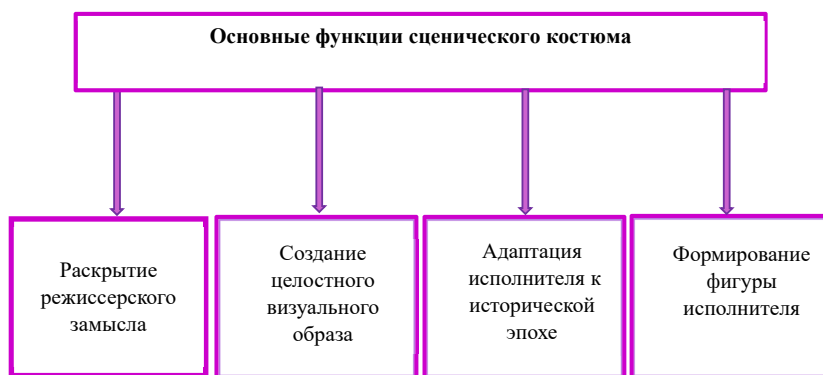 Основные функции сценического костюма
Раскрытие
режиссерского
замысла
Создание
целостного
визуального
образа
Адаптация
исполнителя к
исторической
эпохе
Формирование
фигуры
исполнителя